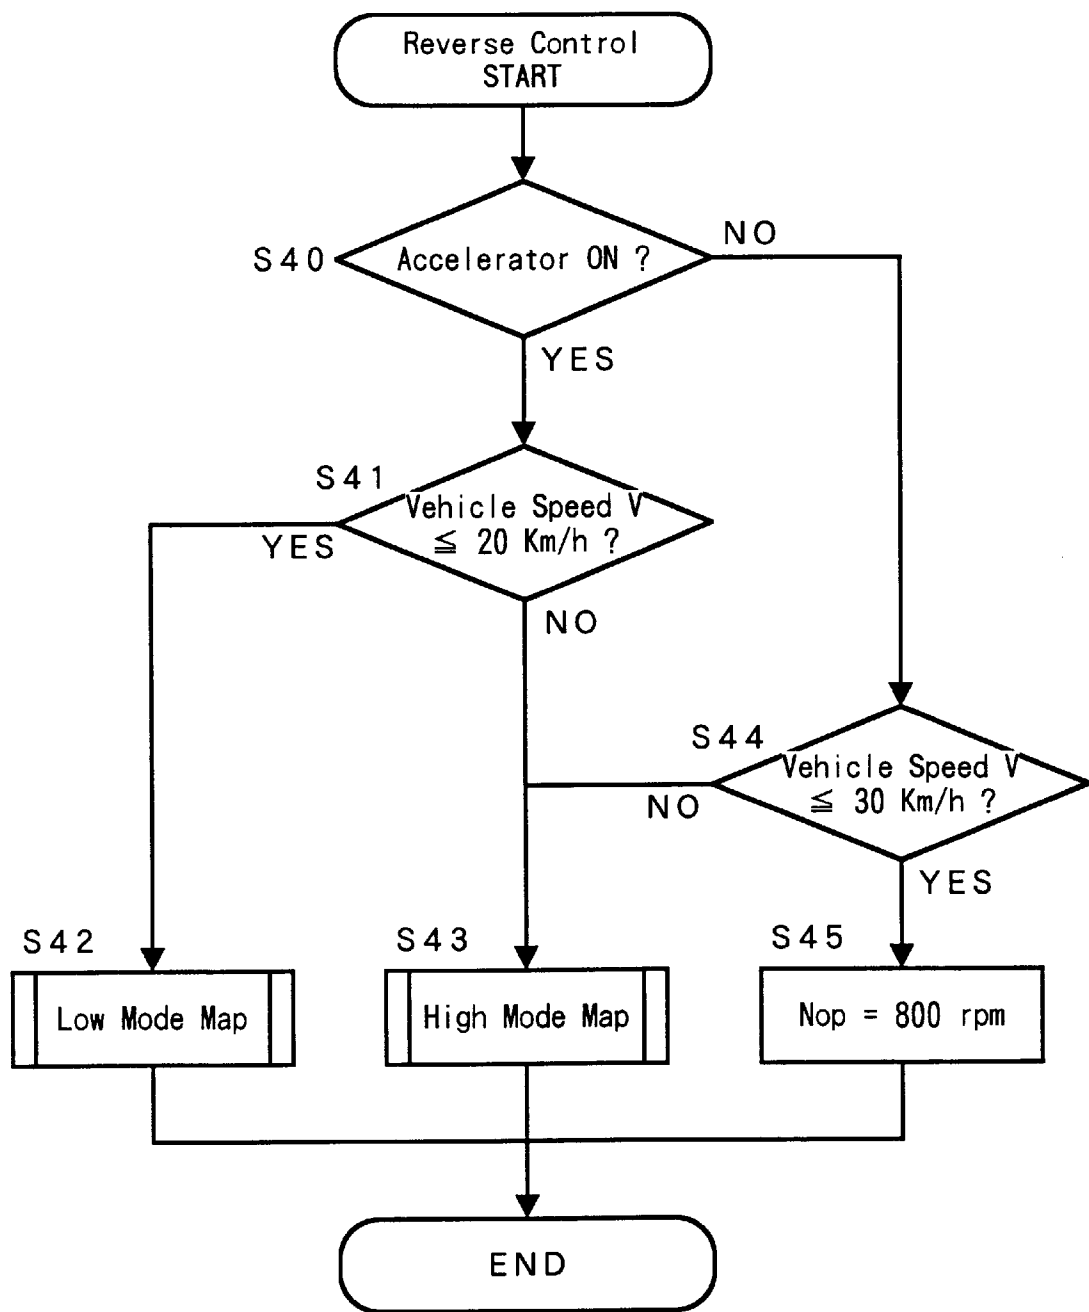 Reverse Control
START
S40
Accelerator ON ?
NO
YES
S41
Vehicle Speed V
≦ 20 Km/h ?
YES
NO
S44
Vehicle Speed V
≦ 30 Km/h ?
NO
YES
S42
Low Mode Map
S43
High Mode Map
S45
Nop = 800 rpm
END